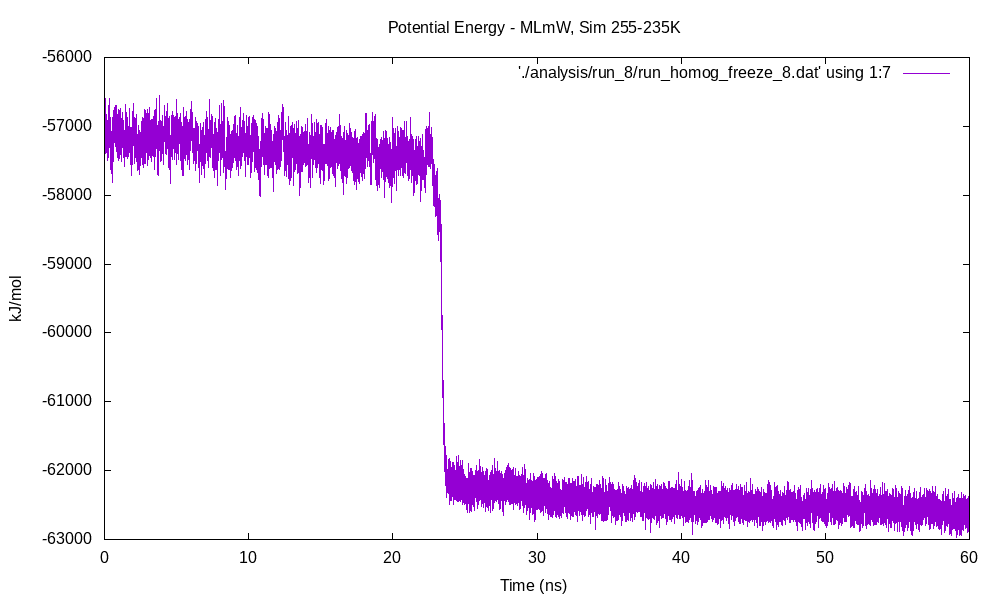 Potential Energy - MLmW, Sim 255-235K
'./analysis/run_8/run_homog_freeze_8.dat' using 1:7
-56000
-57000
-58000
-59000
-60000
-61000
-62000
-63000
kJ/mol
0 10 20 30 40 50 60
Time (ns)